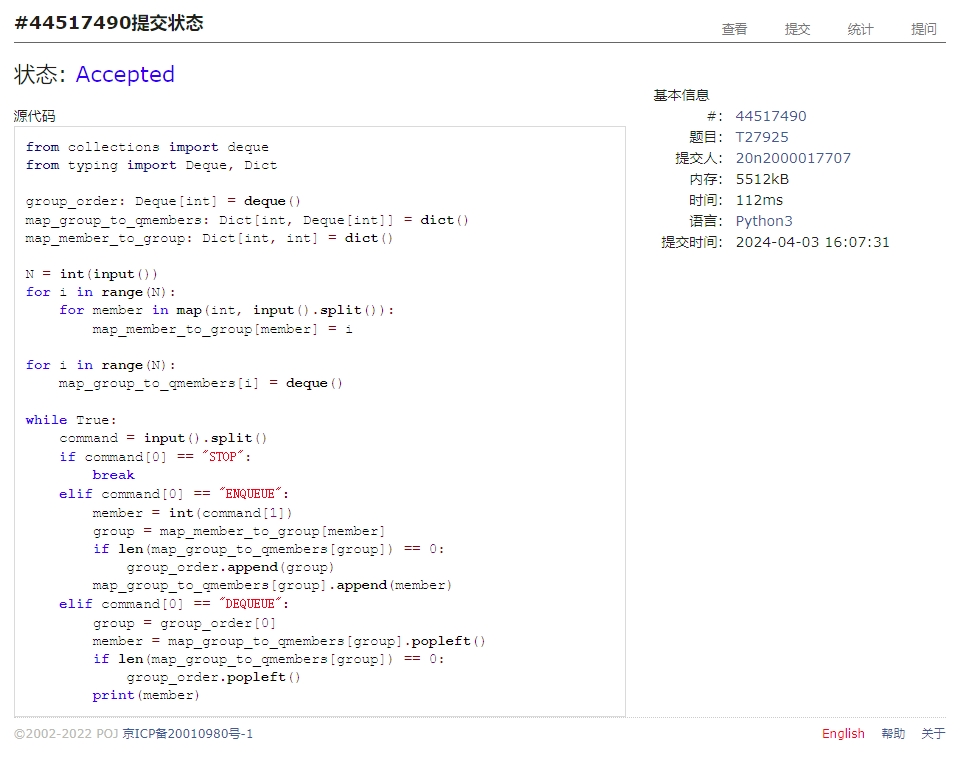 #44517490提交状态
查看 提交 统计 提问
状态: Accepted
源代码
from collections import deque
from typing import Deque, Dict

group_order: Deque[int] = deque()
map_group_to_qmembers: Dict[int, Deque[int]] = dict()
map_member_to_group: Dict[int, int] = dict()

N = int(input())
for i in range(N):
    for member in map(int, input().split()):
        map_member_to_group[member] = i

for i in range(N):
    map_group_to_qmembers[i] = deque()

while True:
    command = input().split()
    if command[0] == "STOP":
        break
    elif command[0] == "ENQUEUE":
        member = int(command[1])
        group = map_member_to_group[member]
        if len(map_group_to_qmembers[group]) == 0:
            group_order.append(group)
        map_group_to_qmembers[group].append(member)
    elif command[0] == "DEQUEUE":
        group = group_order[0]
        member = map_group_to_qmembers[group].popleft()
        if len(map_group_to_qmembers[group]) == 0:
            group_order.popleft()
        print(member)
基本信息
#: 44517490
题目: T27925
提交人: 20n2000017707
内存: 5512kB
时间: 112ms
语言: Python3
提交时间: 2024-04-03 16:07:31
©2002-2022 POJ 京ICP备20010980号-1
English 帮助 关于